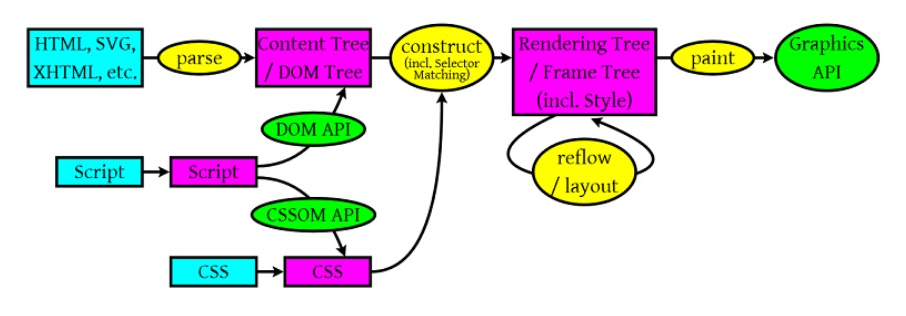 HTML, SVG,
XHTML, etc.
parse
Content Tree
/ DOM Tree
construct
(incl. Selector
Matching)
Rendering Tree
/ Frame Tree
(incl. Style)
paint
Graphics
API
DOM API
Script
Script
reflow
/ layout
CSSOM API
CSS
CSS